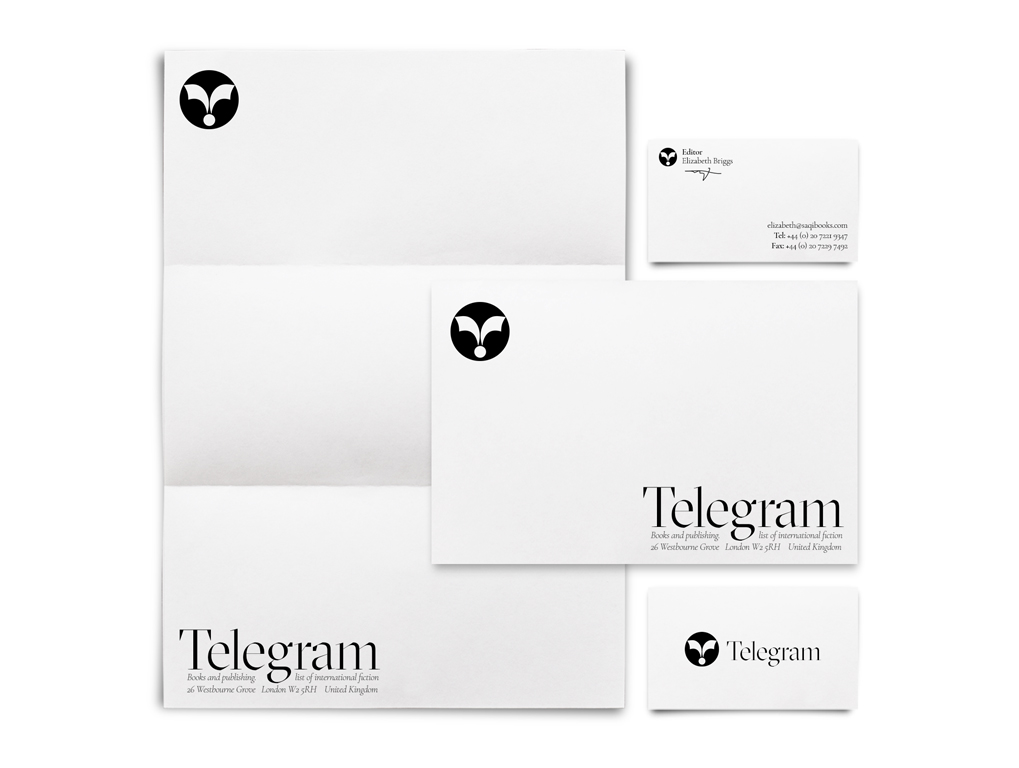 Editor
Elizabeth Briggs
elizabeth@saqibooks.com
Tel: +44 (0) 20 7221 9347
Fax: +44 (0) 20 7229 7492
Telegram
Books and publishing. list of international fiction
26 Westbourne Grove London W2 5RH United Kingdom
Telegram
Telegram
Books and publishing. list of international fiction
26 Westbourne Grove London W2 5RH United Kingdom